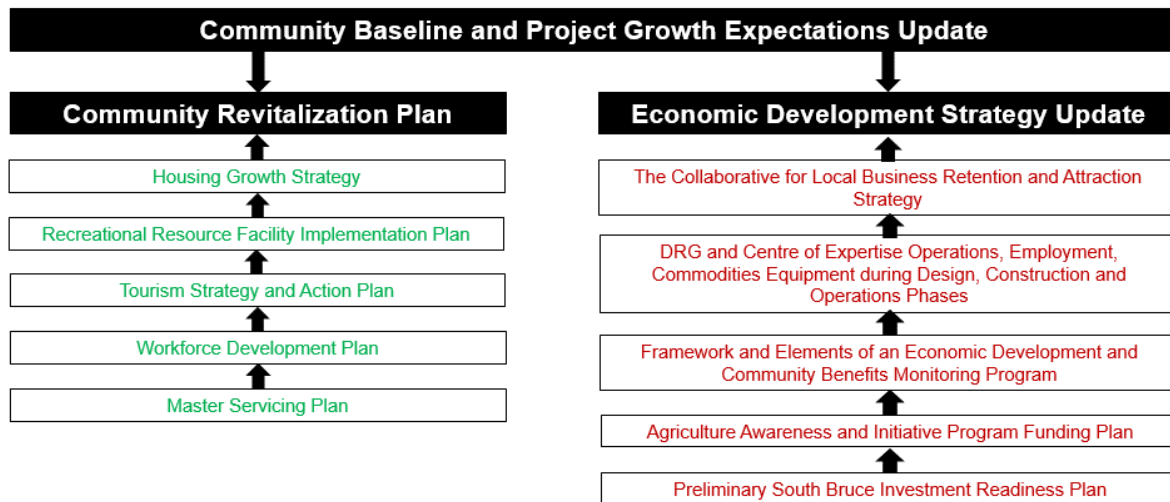 Community Baseline and Project Growth Expectations Update
Community Revitalization Plan
Housing Growth Strategy
Recreational Resource Facility Implementation Plan
Tourism Strategy and Action Plan
Workforce Development Plan
Master Servicing Plan
Economic Development Strategy Update
The Collaborative for Local Business Retention and Attraction
Strategy
DRG and Centre of Expertise Operations, Employment,
Commodities Equipment during Design, Construction and
Operations Phases
Framework and Elements of an Economic Development and
Community Benefits Monitoring Program
Agriculture Awareness and Initiative Program Funding Plan
Preliminary South Bruce Investment Readiness Plan